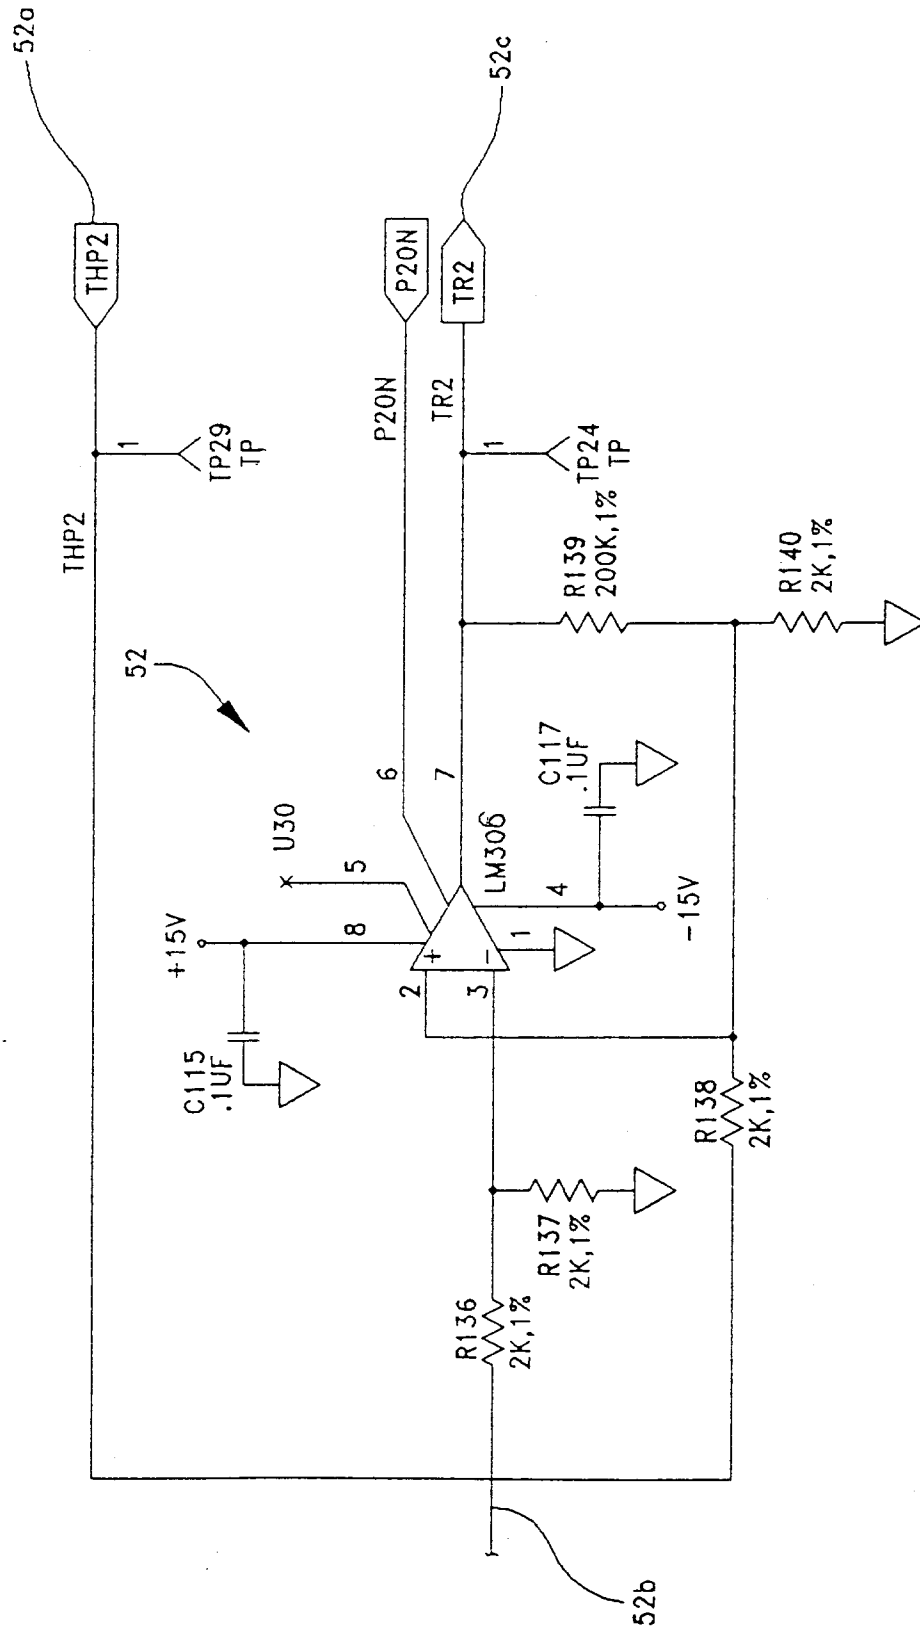 52a
THP2
THP2
1
TP29
TP
52
U30
+15V
C115
.1UF
8
5
6
P20N
P20N
2
3
+
-
1
4
7
LM306
TR2
TR2
52c
1
TP24
TP
C117
.1UF
-15V
R139
200K,1%
R140
2K,1%
R138
2K,1%
R137
2K,1%
R136
2K,1%
52b